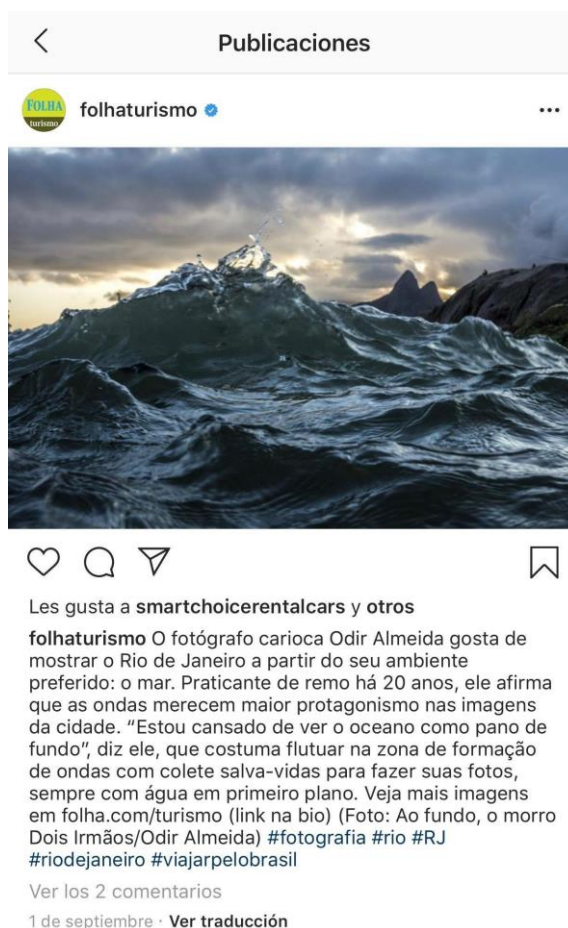 Publicaciones
FOLHA
turismo
folhaturismo
Les gusta a smartchoicerentalcars y otros
folhaturismo O fotógrafo carioca Odir Almeida gosta de
mostrar o Rio de Janeiro a partir do seu ambiente
preferido: o mar. Praticante de remo há 20 anos, ele afirma
que as ondas merecem maior protagonismo nas imagens
da cidade. “Estou cansado de ver o oceano como pano de
fundo”, diz ele, que costuma flutuar na zona de formação
de ondas com colete salva-vidas para fazer suas fotos,
sempre com água em primeiro plano. Veja mais imagens
em folha.com/turismo (link na bio) (Foto: Ao fundo, o morro
Dois Irmãos/Odir Almeida) #fotografia #rio #RJ
#riodejaneiro #viajarpelobrasil
Ver los 2 comentarios
1 de septiembre · Ver traducción